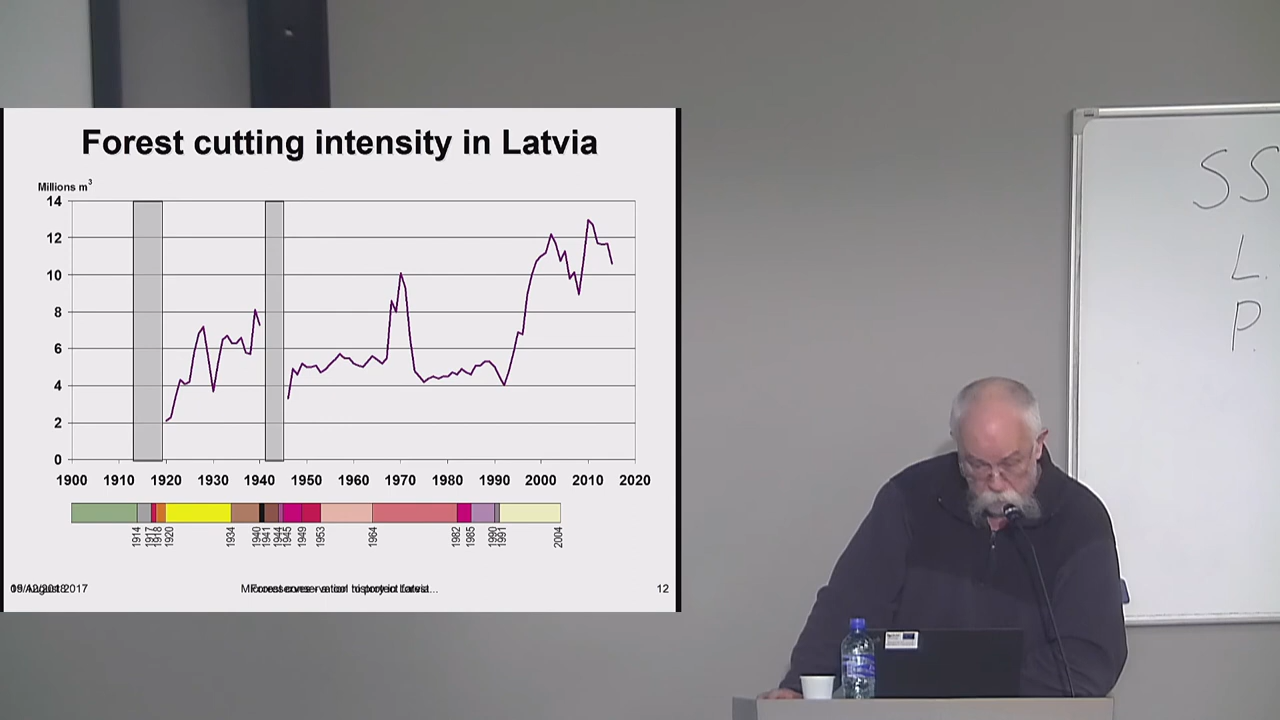 Forest cutting intensity in Latvia
Millions m³
14
12
10
8
6
4
2
0
1900 1910 1920 1930 1940 1950 1960 1970 1980 1990 2000 2010 2020
1914 1917 1918 1920 1934 1940 1941 1944 1945 1949 1953 1964 1982 1985 1990 1991 2004
12
SS
L.
P.